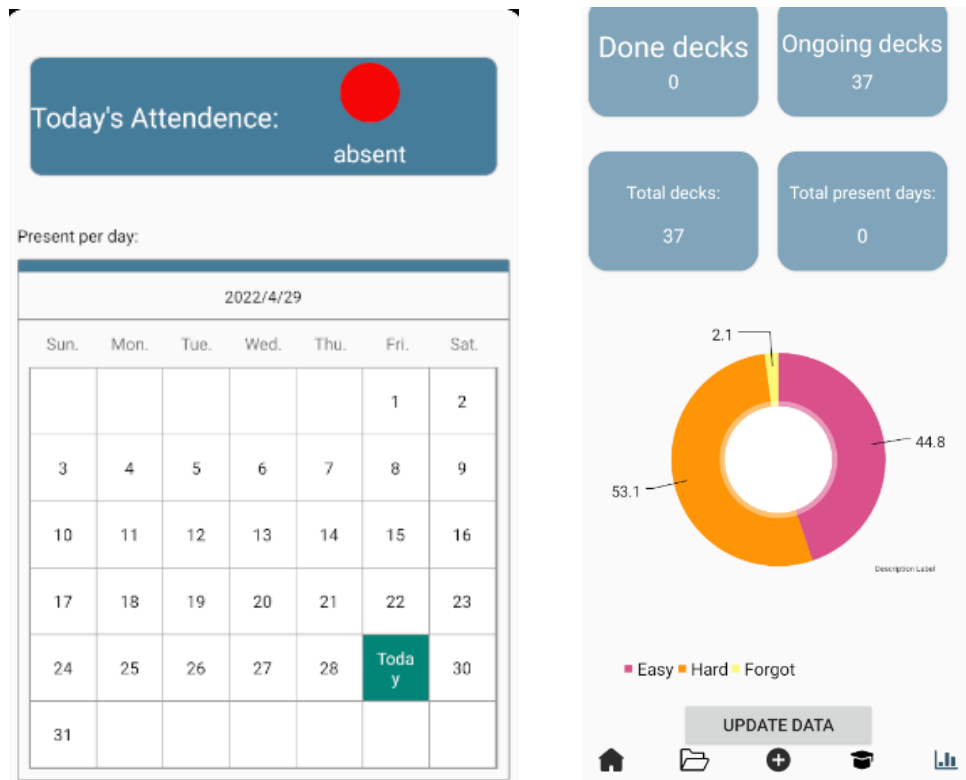 Today's Attendence:
absent
Present per day:
2022/4/29
Sun. Mon. Tue. Wed. Thu. Fri. Sat.
1 2
3 4 5 6 7 8 9
10 11 12 13 14 15 16
17 18 19 20 21 22 23
24 25 26 27 28 Toda 30
y
31
Done decks
0
Ongoing decks
37
Total decks:
37
Total present days:
0
2.1
44.8
53.1
Description Label
Easy Hard Forgot
UPDATE DATA